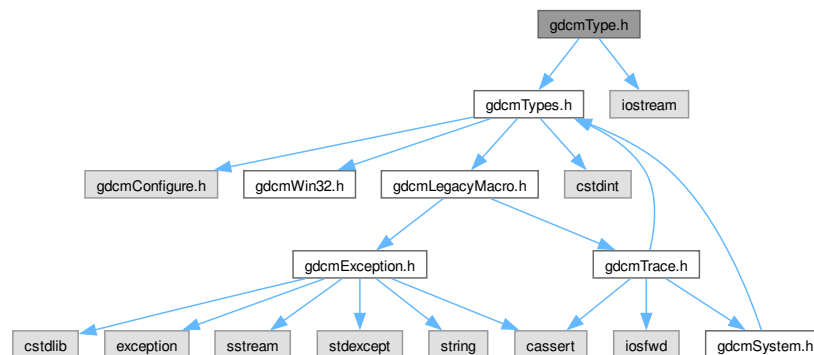 gdcmType.h
gdcmTypes.h
iostream
gdcmConfigure.h
gdcmWin32.h
gdcmLegacyMacro.h
cstdint
gdcmException.h
gdcmTrace.h
cstdlib
exception
sstream
stdexcept
string
cassert
iosfwd
gdcmSystem.h